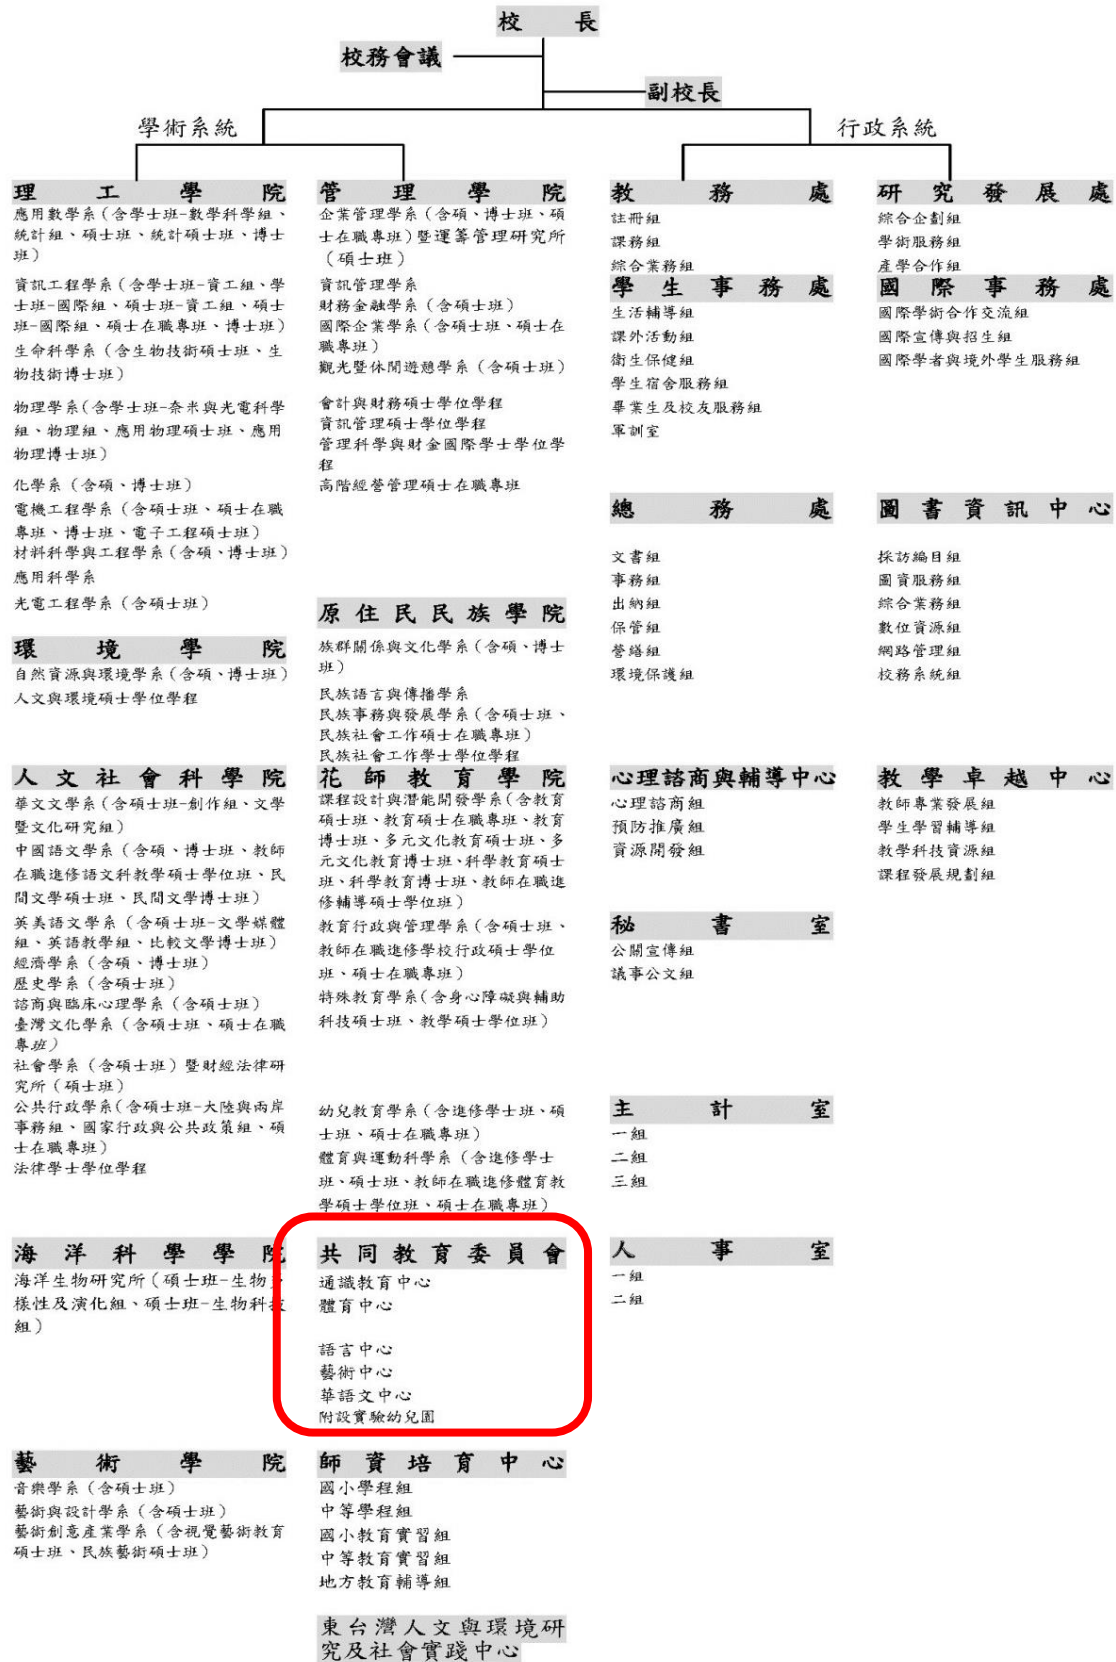 校長
校務會議
副校長
學術系統
行政系統
理工學院
應用數學系（含學士班-數學科學組、
統計組、碩士班、統計碩士班、博士
班）
資訊工程學系（含學士班-資工組、學
士班-國際組、碩士班-資工組、碩士
班-國際組、碩士在職專班、博士班）
生命科學系（含生物技術碩士班、生
物技術博士班）
物理學系(含學士班-奈米與光電科學
組、物理組、應用物理碩士班、應用
物理博士班）
化學系（含碩、博士班）
電機工程學系（含碩士班、碩士在職
專班、博士班、電子工程碩士班）
材料科學與工程學系（含碩、博士班）
應用科學系
光電工程學系（含碩士班）
環境學院
自然資源與環境學系（含碩、博士班）
人文與環境碩士學位學程
人文社會科學院
華文文學系（含碩士班-創作組、文學
暨文化研究組）
中國語文學系（含碩、博士班、教師
在職進修語文科教學碩士學位班、民
間文學碩士班、民間文學博士班）
英美語文學系（含碩士班-文學媒體
組、英語教學組、比較文學博士班）
經濟學系（含碩、博士班）
歷史學系（含碩士班）
諮商與臨床心理學系（含碩士班）
臺灣文化學系（含碩士班、碩士在職
專班）
社會學系（含碩士班）暨財經法律研
究所（碩士班）
公共行政學系(含碩士班-大陸與兩岸
事務組、國家行政與公共政策組、碩
士在職專班）
法律學士學位學程
海洋科學學院
海洋生物研究所（碩士班-生物多
樣性及演化組、碩士班-生物科技
組）
藝術學院
音樂學系（含碩士班）
藝術與設計學系（含碩士班）
藝術創意產業學系（含視覺藝術教育
碩士班、民族藝術碩士班）
管理學院
企業管理學系（含碩、博士班、碩
士在職專班）暨運籌管理研究所
（碩士班）
資訊管理學系
財務金融學系（含碩士班）
國際企業學系（含碩士班、碩士在
職專班）
觀光暨休閒遊憩學系（含碩士班）
會計與財務碩士學位學程
資訊管理碩士學位學程
管理科學與財金國際學士學位學
程
高階經營管理碩士在職專班
原住民民族學院
族群關係與文化學系（含碩、博士
班）
民族語言與傳播學系
民族事務與發展學系（含碩士班、
民族社會工作碩士在職專班）
民族社會工作學士學位學程
花師教育學院
課程設計與潛能開發學系(含教育
碩士班、教育碩士在職專班、教育
博士班、多元文化教育碩士班、多
元文化教育博士班、科學教育碩士
班、科學教育博士班、教師在職進
修輔導碩士學位班）
教育行政與管理學系（含碩士班、
教師在職進修學校行政碩士學位
班、碩士在職專班）
特殊教育學系(含身心障礙與輔助
科技碩士班、教學碩士學位班）
幼兒教育學系（含進修學士班、碩
士班、碩士在職專班）
體育與運動科學系（含進修學士
班、碩士班、教師在職進修體育教
學碩士學位班、碩士在職專班）
共同教育委員會
通識教育中心
體育中心
語言中心
藝術中心
華語文中心
附設實驗幼兒園
師資培育中心
國小學程組
中等學程組
國小教育實習組
中等教育實習組
地方教育輔導組
東台灣人文與環境研
究及社會實踐中心
教務處
註冊組
課務組
綜合業務組
學生事務處
生活輔導組
課外活動組
衛生保健組
學生宿舍服務組
畢業生及校友服務組
軍訓室
總務處
文書組
事務組
出納組
保管組
營繕組
環境保護組
心理諮商與輔導中心
心理諮商組
預防推廣組
資源開發組
秘書室
公關宣傳組
議事公文組
主計室
一組
二組
三組
人事室
一組
二組
研究發展處
綜合企劃組
學術服務組
產學合作組
國際事務處
國際學術合作交流組
國際宣傳與招生組
國際學者與境外學生服務組
圖書資訊中心
採訪編目組
圖資服務組
綜合業務組
數位資源組
網路管理組
校務系統組
教學卓越中心
教師專業發展組
學生學習輔導組
教學科技資源組
課程發展規劃組